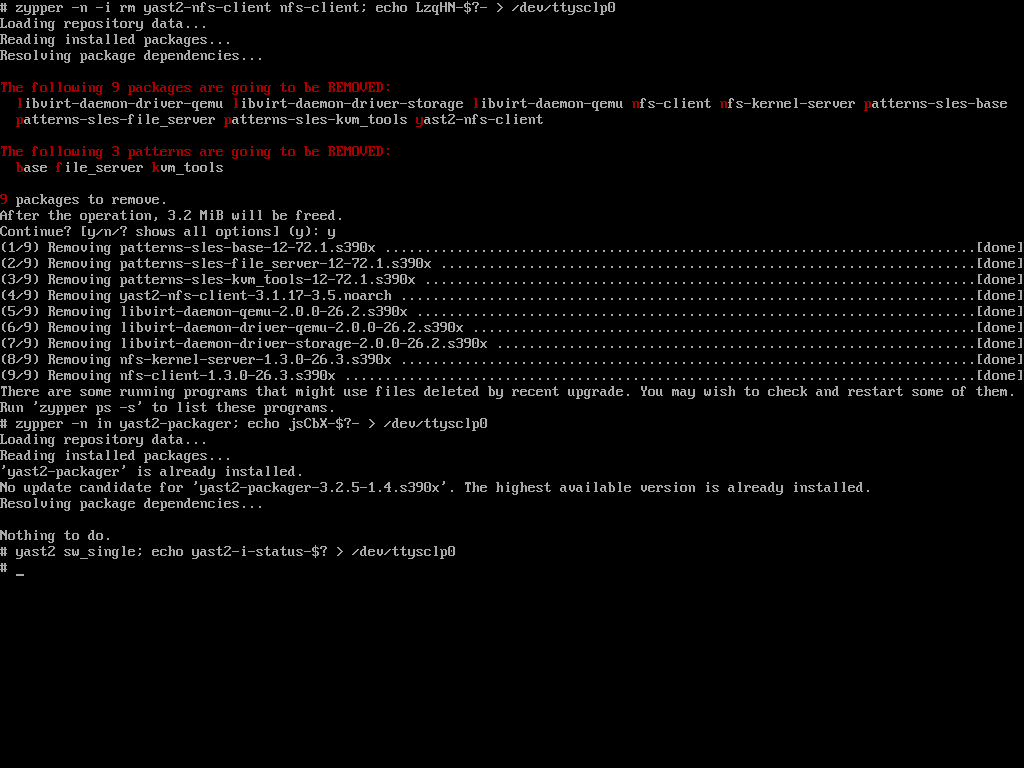 # zypper -n -i rm yast2-nfs-client nfs-client; echo LzqHN-$?- > /dev/ttysclp0
Loading repository data...
Reading installed packages...
Resolving package dependencies...
The following 9 packages are going to be REMOVED:
libvirt-daemon-driver-qemu libvirt-daemon-driver-storage libvirt-daemon-qemu nfs-client nfs-kernel-server patterns-sles-base
patterns-sles-file_server patterns-sles-kvm_tools yast2-nfs-client
The following 3 patterns are going to be REMOVED:
base file_server kvm_tools
9 packages to remove.
After the operation, 3.2 MiB will be freed.
Continue? [y/n/? shows all options] (y): y
(1/9) Removing patterns-sles-base-12-72.1.s390x ..........................................................................[done]
(2/9) Removing patterns-sles-file_server-12-72.1.s390x ...................................................................[done]
(3/9) Removing patterns-sles-kvm_tools-12-72.1.s390x .....................................................................[done]
(4/9) Removing yast2-nfs-client-3.1.17-3.5.noarch ........................................................................[done]
(5/9) Removing libvirt-daemon-qemu-2.0.0-26.2.s390x ......................................................................[done]
(6/9) Removing libvirt-daemon-driver-qemu-2.0.0-26.2.s390x ...............................................................[done]
(7/9) Removing libvirt-daemon-driver-storage-2.0.0-26.2.s390x ............................................................[done]
(8/9) Removing nfs-kernel-server-1.3.0-26.3.s390x ........................................................................[done]
(9/9) Removing nfs-client-1.3.0-26.3.s390x ...............................................................................[done]
There are some running programs that might use files deleted by recent upgrade. You may wish to check and restart some of them.
Run 'zypper ps -s' to list these programs.
# zypper -n in yast2-packager; echo jsCbX-$?- > /dev/ttysclp0
Loading repository data...
Reading installed packages...
'yast2-packager' is already installed.
No update candidate for 'yast2-packager-3.2.5-1.4.s390x'. The highest available version is already installed.
Resolving package dependencies...
Nothing to do.
# yast2 sw_single; echo yast2-i-status-$? > /dev/ttysclp0
# _